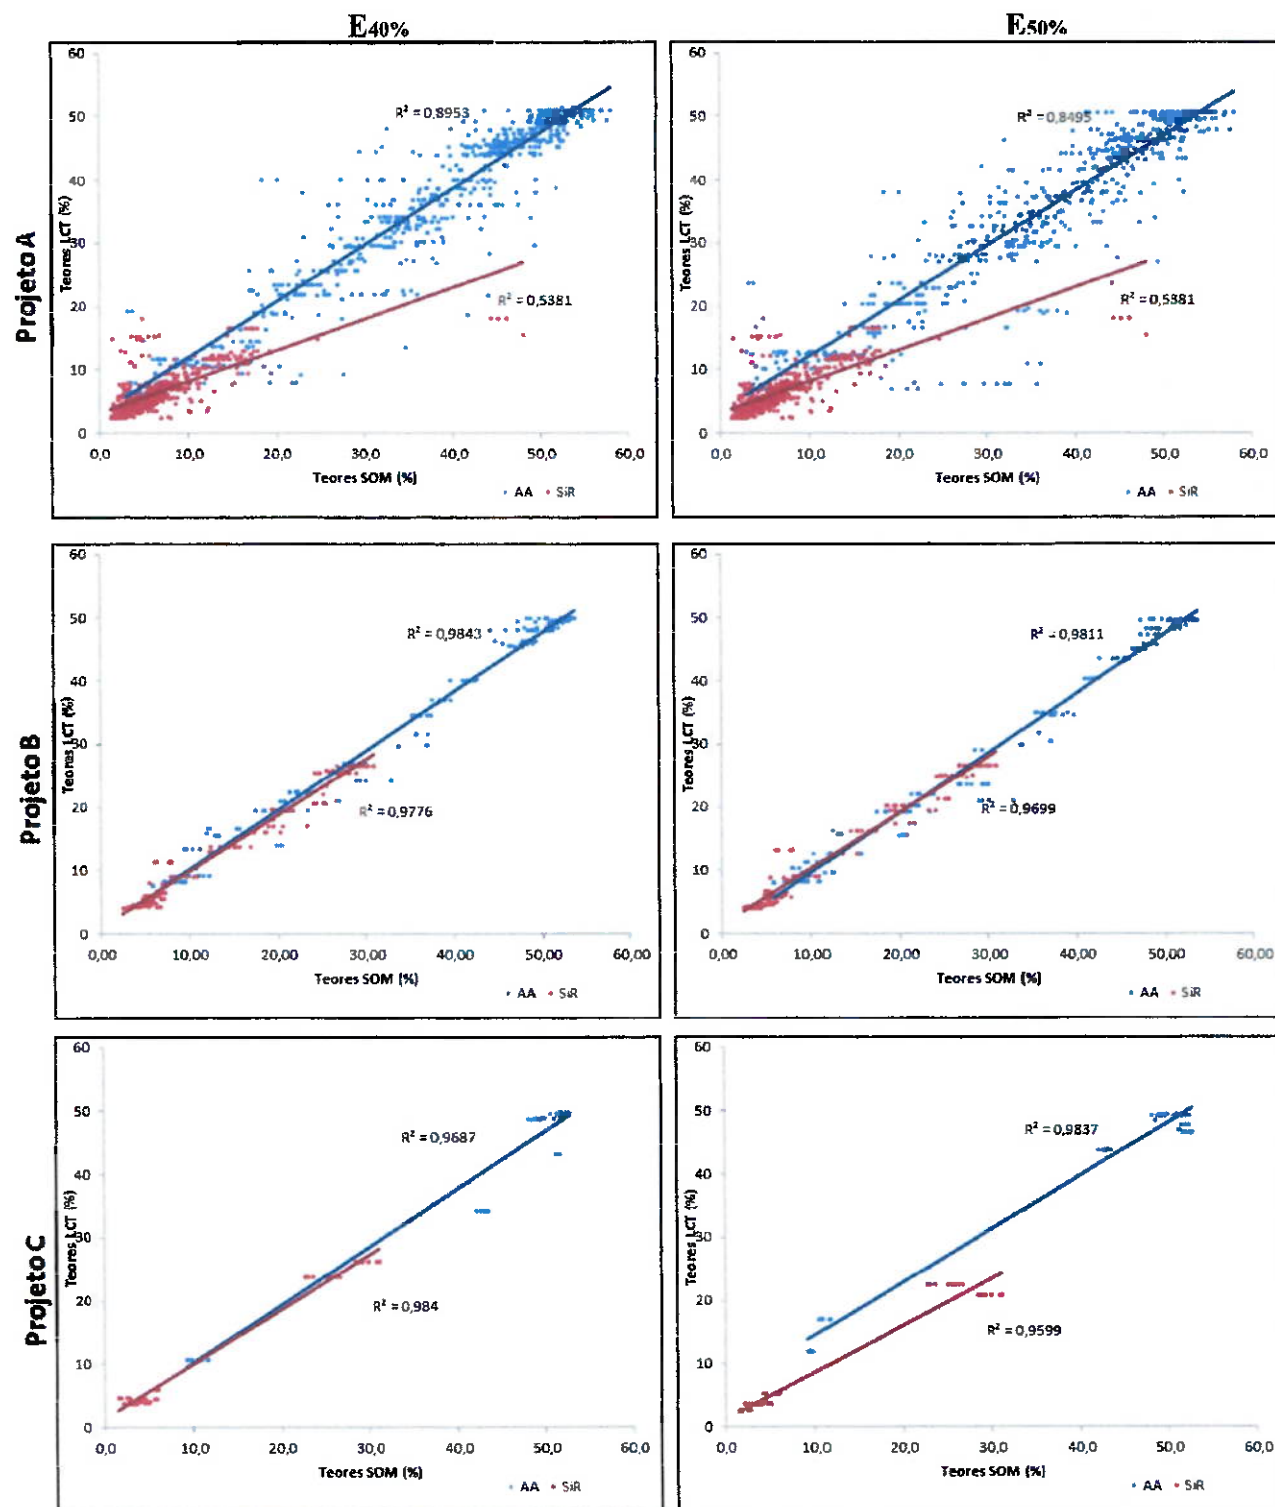 E40%
E50%
Projeto A
60
50
40
30
20
10
0
Teores LCT (%)
R² = 0,8953
R² = 0,5381
0,0 10,0 20,0 30,0 40,0 50,0 60,0
Teores SOM (%)
AA SiR
60
50
40
30
20
10
0
Teores LCT (%)
R² = 0,8495
R² = 0,5381
0,0 10,0 20,0 30,0 40,0 50,0 60,0
Teores SOM (%)
AA SiR
Projeto B
60
50
40
30
20
10
0
Teores LCT (%)
R² = 0,9843
R² = 0,9776
0,00 10,00 20,00 30,00 40,00 50,00 60,00
Teores SOM (%)
AA SiR
60
50
40
30
20
10
0
Teores LCT (%)
R² = 0,9811
R² = 0,9699
0,00 10,00 20,00 30,00 40,00 50,00 60,00
Teores SOM (%)
AA SiR
Projeto C
60
50
40
30
20
10
0
Teores LCT (%)
R² = 0,9687
R² = 0,984
0,0 10,0 20,0 30,0 40,0 50,0 60,0
Teores SOM (%)
AA SiR
60
50
40
30
20
10
0
Teores LCT (%)
R² = 0,9837
R² = 0,9599
0,0 10,0 20,0 30,0 40,0 50,0 60,0
Teores SOM (%)
AA SiR